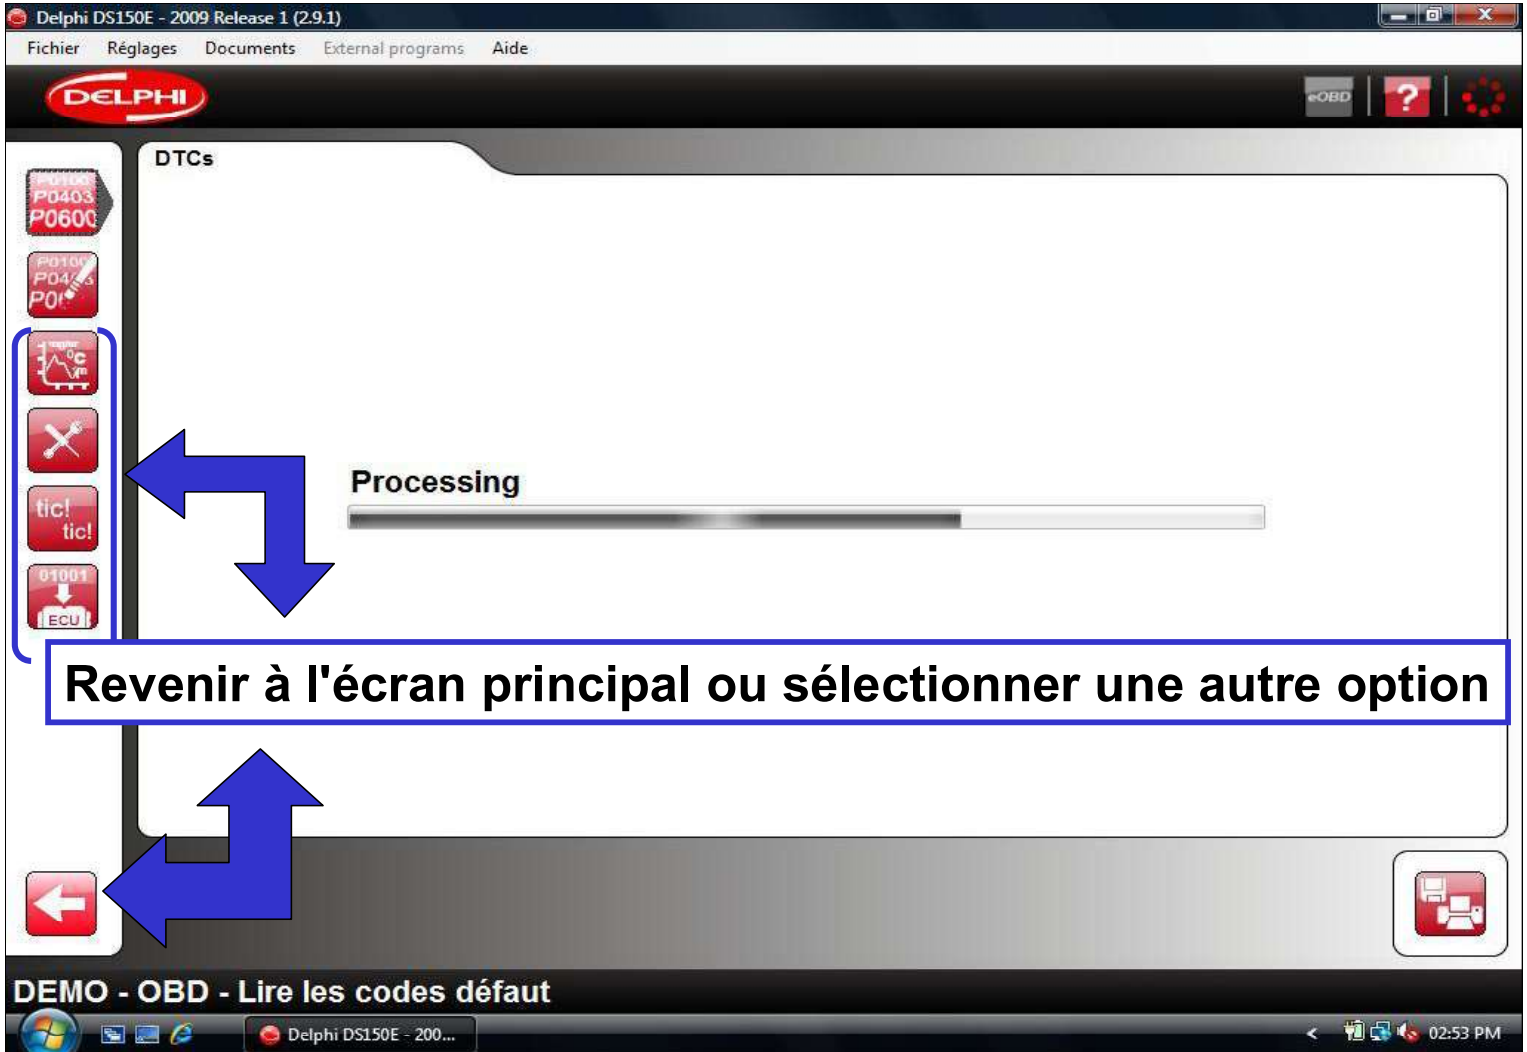 Delphi DS150E - 2009 Release 1 (2.9.1)
Fichier Réglages Documents External programs Aide
DELPHI
eOBD
?
DTCs
P0100
P0403
P0600
P0100
°C
tic!
tic!
01001
ECU
Processing
Revenir à l'écran principal ou sélectionner une autre option
DEMO - OBD - Lire les codes défaut
Delphi DS150E - 200...
02:53 PM